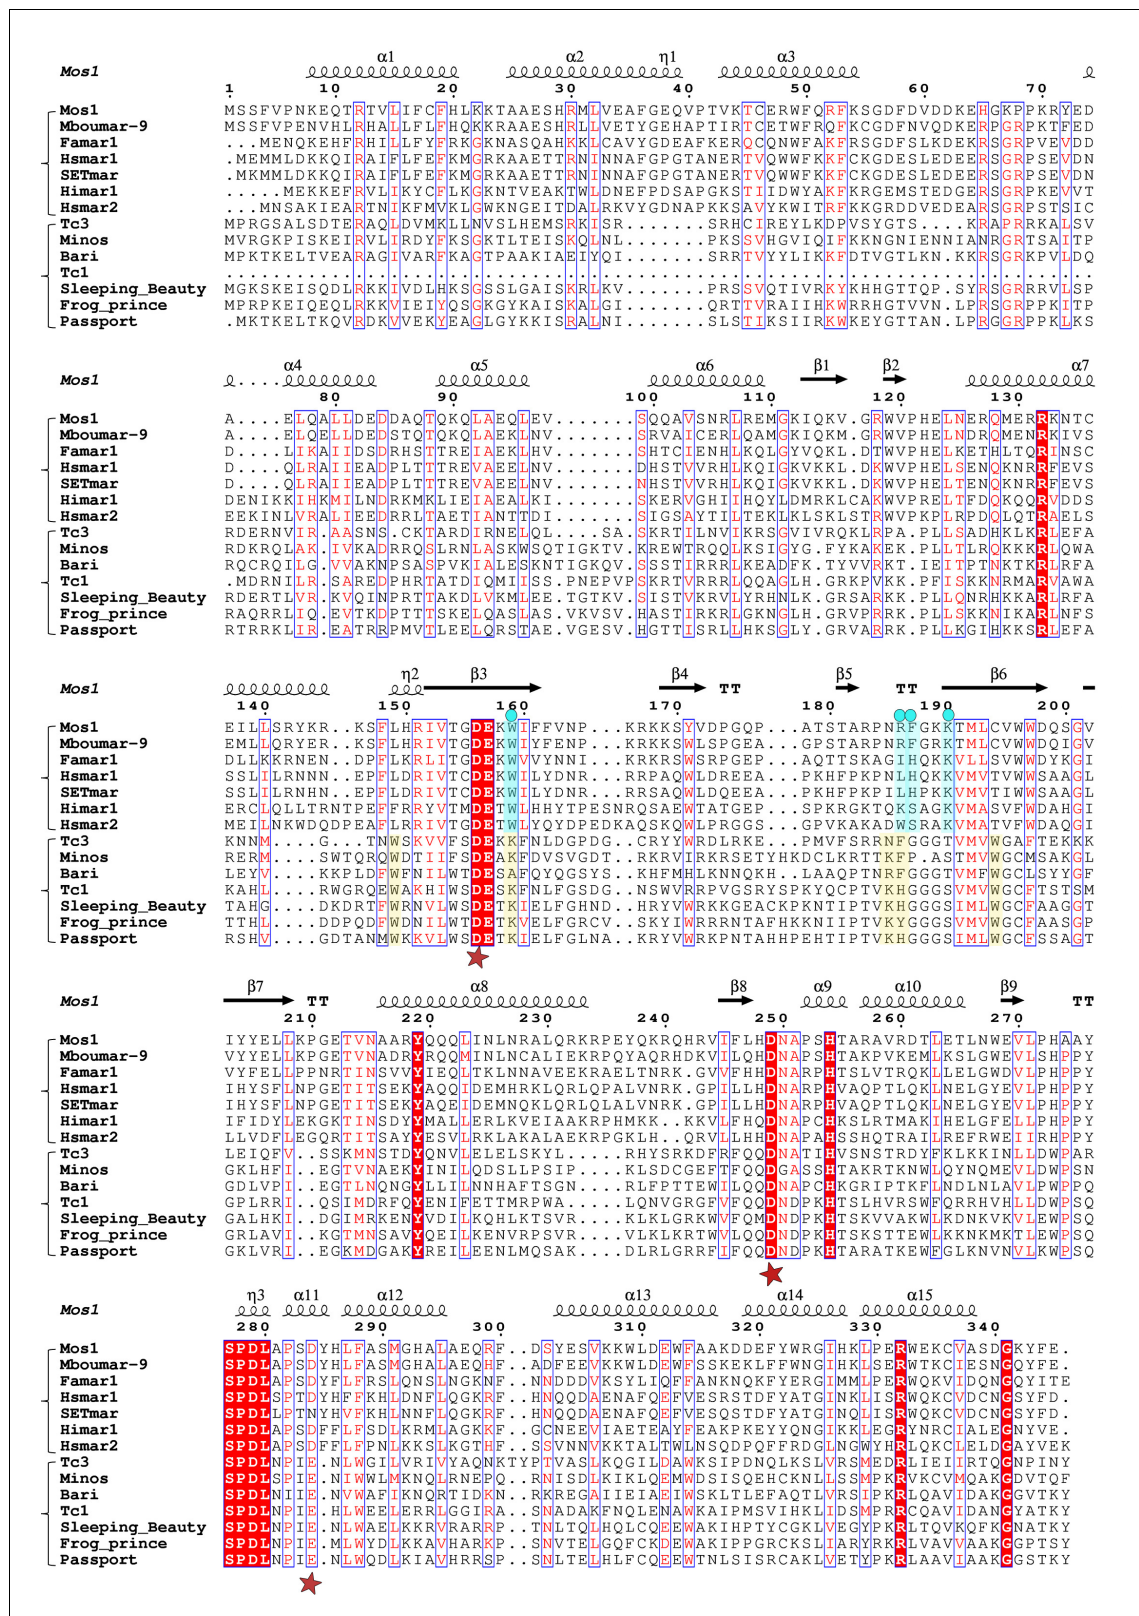 α1 α2 η1 α3
Mos1
1 10 20 30 40 50 60 70
Mos1 MSSFVPNKEQTRTVLIFCFHLKKTAAESHRMLVEAFGEQVPTVKTCERWFQRFKSGDFDVDDKEHGKPPKRYED
Mboumar-9 MSSFVPENVHLRHALLFLFHQKKRAAESHRLLVETYGEHAPTIRTCETWFRQFKCGDFNVQDKERPGRPKTFED
Famar1 ...MENQKEHFRHILLFYFRKGKNASQAHKKLCAVYGDEAFKERQCQNWFAKFRSGDFSLKDEKRSGRPVEVDD
Hsmar1 ..MEMMLDKKQIRAIFLFEFKMGRKAAETTRNINNAFGPGTANERTVQWWFKKFCKGDESLEDEERSGRPSEVDN
SETmar .MKMMLDKKQIRAIFLFEFKMGRKAAETTRNINNAFGPGTANERTVQWWFKKFCKGDESLEDEERSGRPSEVDN
Himar1 .....MEKKEFRVLIKYCFLKGKNTVEAKTWLDNEFPDSAPGKSTIIDWYAKFKRGEMSTEDGERSGRPKEVVT
Hsmar2 ...MNSAKIEARTNIKFMVKLGWKNGEITDALRKVYGDNAPKKSAVYKWITRFKKGRDDVEDEARSGRPSTSIC
Tc3 MPRGSALSDTERAQLDVMKLLNVSLHEMSRKISR.......SRHCIREYLKDPVSYGTS....KRAPRRKALSV
Minos MVRGKPISKEIRVLIRDYFKSGKTLTEISKQLNL.......PKSSVHGVIQIFKKNGNIENNIANRGRTSAITP
Bari MPKTKELTVEARAGIVARFKAGTPAAKIAEIYQI.......SRRTVYYLIKKFDTVGTLKN.KKRSGRKPVLDQ
Tc1 ..........................................................................
Sleeping_Beauty MGKSKEISQDLRKKIVDLHKSGSSLGAISKRLKV.......PRSSVQTIVRKYKHHGTTQP.SYRSGRRRVLSP
Frog_prince MPRPKEIQEQLRKKVIEIYQSGKGYKAISKALGI.......QRTTVRAIIHKWRRHGTVVN.LPRSGRPPKITP
Passport .MKTKELTKQVRDKVVEKYEAGLGYKKISRALNI.......SLSTIKSIIRKWKEYGTTAN.LPRGGRPPKLKS
α4 α5 α6 β1 β2 α7
Mos1
80 90 100 110 120 130
Mos1 A....ELQALLDEDDAQTQKQLAEQLEV.......SQQAVSNRLREMGKIQKV.GRWVPHELNERQMERRKNTC
Mboumar-9 A....ELQELLDEDSTQTQKQLAEKLNV.......SRVAICERLQAMGKIQKM.GRWVPHELNDRQMENRKIVS
Famar1 D....LIKAIIDSDRHSTTREIAEKLHV.......SHTCIENHLKQLGYVQKL.DTWVPHELKETHLTQRINSC
Hsmar1 D....QLRAIIEADPLTTTREVAEELNV.......DHSTVVRHLKQIGKVKKL.DKWVPHELSENQKNRRFEVS
SETmar D....QLRAIIEADPLTTTREVAEELNV.......NHSTVVRHLKQIGKVKKL.DKWVPHELTENQKNRRFEVS
Himar1 DENIKKIHKMILNDRKMKLIEIAEALKI.......SKERVGHIIHQYLDMRKLCAKWVPRELTFDQKQQRVDDS
Hsmar2 EEKINLVRALIEEDRRLTAETIANTTDI.......SIGSAYTILTEKLKLSKLSTRWVPKPLRPDQLQTRAELS
Tc3 RDERNVIR.AASNS.CKTARDIRNELQL....SA.SKRTILNVIKRSGVIVRQKLRPA.PLLSADHKLKRLEFA
Minos RDKRQLAK.IVKADRRQSLRNLASKWSQTIGKTV.KREWTRQQLKSIGYG.FYKAKEK.PLLTLRQKKKRLQWA
Bari RQCRQILG.VVAKNPSASPVKIALESKNTIGKQV.SSSTIRRRLKEADFK.TYVVRKT.IEITPTNKTKRLRFA
Tc1 .MDRNILR.SAREDPHRTATDIQMIISS.PNEPVPSKRTVRRRLQQAGLH.GRKPVKK.PFISKKNRMARVAWA
Sleeping_Beauty RDERTLVR.KVQINPRTTAKDLVKMLEE.TGTKV.SISTVKRVLYRHNLK.GRSARKK.PLLQNRHKKARLRFA
Frog_prince RAQRRLIQ.EVTKDPTTTSKELQASLAS.VKVSV.HASTIRKRLGKNGLH.GRVPRRK.PLLSKKNIKARLNFS
Passport RTRRKLIR.EATRRPMVTLEELQRSTAE.VGESV.HGTTISRLLHKSGLY.GRVARRK.PLLKGIHKKSRLEFA
η2 β3 β4 TT β5 TT β6
Mos1
140 150 160 170 180 190 200
Mos1 EILLSRYKR..KSFLHRIVTGDEKWIFFVNP...KRKKSYVDPGQP...ATSTARPNRFGKKTMLCVWWDQSGV
Mboumar-9 EMLLQRYER..KSFLHRIVTGDEKWIYFENP...KRKKSWLSPGEA...GPSTARPNRFGRKTMLCVWWDQIGV
Famar1 DLLKKRNEN..DPFLKRLITGDEKWVVYNNI...KRKRSWSRPREP...AQTTSKAGIHQKKVLLSVWWDYKGV
Hsmar1 SSLILRNNN..EPFLDRIVTCDEKWILYDNR...RRPAQWLDREEA...PKHFPKPNLHQKKVMVTVWWSAAGL
SETmar SSLILRNHN..EPFLDRIVTCDEKWILYDNR...RRSAQWLDQEEA...PKHFPKPILHPKKVMVTIWWSAAGL
Himar1 ERCLQLLTRNTPEFFRRYVTMDETWLHHYTPESNRQSAEWTATGEP...SPKRGKTQKSAGKVMASVFWDAHGI
Hsmar2 MEILNKWDQDPEAFLRRIVTGDETWLYQYDPEDKAQSKQWLPRGGS...GPVKAKADWSRAKVMATVFWDAQGI
Tc3 KNNM....G...TNWSKVVFSDEKKFNLDGPDGC.RYYWRDLRKE...PMVFSRRNFGGGTVMVWGAFTEKKK
Minos RERM....SWTQRQWDTIIFSDEAKFDVSVGDT..RKRVIRKRSETYHKDCLKRTTKFP.ASTMVWGCMSAKGL
Bari LEYV....KKPLDFWFNILWTDESAFQYQGSYS..KHFMHLKNNQKH..LAAQPTNRFGGGTVMFWGCLSYYGF
Tc1 KAHL....RWGRQEWAKHIWSDESKFNLFGSDG..NSWVRRPVGSRYSPKYQCPTVKHGGGSVMVWGCFTSTSM
Sleeping_Beauty TAHG....DKDRTFWRNVLWSDETKIELFGHND..HRYVWRKKGEACKPKNTIPTVKHGGGSIMLWGCFAAGGT
Frog_prince TTHL....DDPQDFWDNILWTDETKVELFGRCV..SKYIWRRRNTAFHKKNIIPTVKHGGGSVMVWGCFAASGP
Passport RSHV....GDTANMWKKVLWSDETKIELFGLNA..KRYVWRKPNTAHHPEHTIPTVKHGGGSIMLWGCFSSAGT
β7 TT α8 β8 α9 α10 β9 TT
Mos1
210 220 230 240 250 260 270
Mos1 IYYELLKPGETVNAARYQQQLINLNRALQRKRPEYQKRQHRVIFLHDNAPSHTARAVRDTLETLNWEVLPHAAY
Mboumar-9 VYYELLKPGETVNADRYRQQMINLNCALIEKRPQYAQRHDKVILQHDNAPSHTAKPVKEMLKSLGWEVLSHPPY
Famar1 VYFELLPPNRTINSVVYIEQLTKLNNAVEEKRAELTNRK.GVVFHHDNARPHTSLVTRQKLLELGWDVLPHPPY
Hsmar1 IHYSFLNPGETITSEKYAQQIDEMHRKLQRLQPALVNRK.GPILLHDNARPHVAQPTLQKLNELGYEVLPHPPY
SETmar IHYSFLNPGETITSEKYAQEIDEMNQKLQRLQLALVNRK.GPILLHDNARPHVAQPTLQKLNELGYEVLPHPPY
Himar1 IFIDYLEKGKTINSDYYMALLERLKVEIAAKRPHMKK..KKVLFHQDNAPCHKSLRTMAKIHELGFELLPHPPY
Hsmar2 LLVDFLEGQRTITSAYYESVLRKLAKALAEKRPGKLH..QRVLLHHDNAPAHSSHQTRAILREFRWEIIRHPPY
Tc3 LEIQFV..SSKMNSTDYQNVLELELSKYL....RHYSRKDFRFQQDNATIHVSNSTRDYFKLKKINLLDWPAR
Minos GKLHFI..EGTVNAEKYINILQDSLLPSIP....KLSDCGEFTFQQDGASSHTAKRTKNWLQYNQMEVLDWPSN
Bari GDLVPI..EGTLNQNGYLLILNNHAFTSGN....RLFPTTEWILQQDNAPCHKGRIPTKFLNDLNLAVLPWPPQ
Tc1 GPLRRI..QSIMDRFQYENIFETTMRPWA....LQNVGRGFVFQQDNDPKHTSLHVRSWFQRRHVHLLDWPSQ
Sleeping_Beauty GALHKI..DGIMRKENYVDILKQHLKTSVR....KLKLGRKWVFQMDNDPKHTSKVVAKWLKDNKVKVLEWPSQ
Frog_prince GRLAVI..KGTMNSAVYQEILKENVRPSVR....VLKLKRTWVLQQDNDPKHTSKSTTEWLKKNKMKTLEWPSQ
Passport GKLVRI..EGKMDGAKYREILEENLMQSAK....DLRLGRRFIFQQDNDPKHTARATKEWFGLKNVNVLKWPSQ
η3 α11 α12 α13 α14 α15
Mos1
280 290 300 310 320 330 340
Mos1 SPDLAPSDYHLFASMGHALAEQRF..DSYESVKKWLDEWFAAKDDEFYWRGIHKLPERWEKCVASDGKYFE.
Mboumar-9 SPDLAPSDYHLFASMGHALAEQHF..ADFEEVKKWLDEWFSSKEKLFFWNGIHKLSERWTKCIESNGQYFE.
Famar1 SPDLAPSDYFLFRSLQNSLNGKNF..NNDDDVKSYLIQFFANKNQKFYERGIMMLPERWQKVIDQNGQYITE
Hsmar1 SPDLSPTDYHFFKHLDNFLQGKRF..HNQQDAENAFQEFVESRSTDFYATGINKLISRWQKCVDCNGSYFD.
SETmar SPDLLPTNYHVFKHLNNFLQGKRF..HNQQDAENAFQEFVESQSTDFYATGINQLISRWQKCVDCNGSYFD.
Himar1 SPDLAPSDFFLFSDLKRMLAGKKF..GCNEEVIAETEAYFEAKPKEYYQNGIKKLEGRYNRCIALEGNYVE.
Hsmar2 SPDLAPSDFFLFPNLKKSLKGTHF..SSVNNVKKTALTWLNSQDPQFFRDGLNGWYHRLQKCLELDGAYVEK
Tc3 SPDLNPIE.NLWGILVRIVYAQNKTYPTVASLKQGILDAWKSIPDNQLKSLVRSMEDRLIEIIRTQGNPINY
Minos SPDLSPIE.NIWWLMKNQLRNEPQ..RNISDLKIKLQEMWDSISQEHCKNLLSSMPKRVKCVMQAKGDVTQF
Bari SPDLNIIE.NVWAFIKNQRTIDKN..RKREGAIIEIAEIWSKLTLEFAQTLVRSIPKRLQAVIDAKGGVTKY
Tc1 SPDLNPIE.HLWEELERRLGGIRA..SNADAKFNQLENAWKAIPMSVIHKLIDSMPRRCQAVIDANGYATKY
Sleeping_Beauty SPDLNPIE.NLWAELKKRVRARRP..TNLTQLHQLCQEEWAKIHPTYCGKLVEGYPKRLTQVKQFKGNATKY
Frog_prince SPDLNPIE.MLWYDLKKAVHARKP..SNVTELGQFCKDEWAKIPPGRCKSLIARYRKRLVAVVAAKGGPTSY
Passport SPDLNPIE.NLWQDLKIAVHRRSP..SNLTELHLFCQEEWTNLSISRCAKLVETYPKRLAAVIAAKGGPTKY